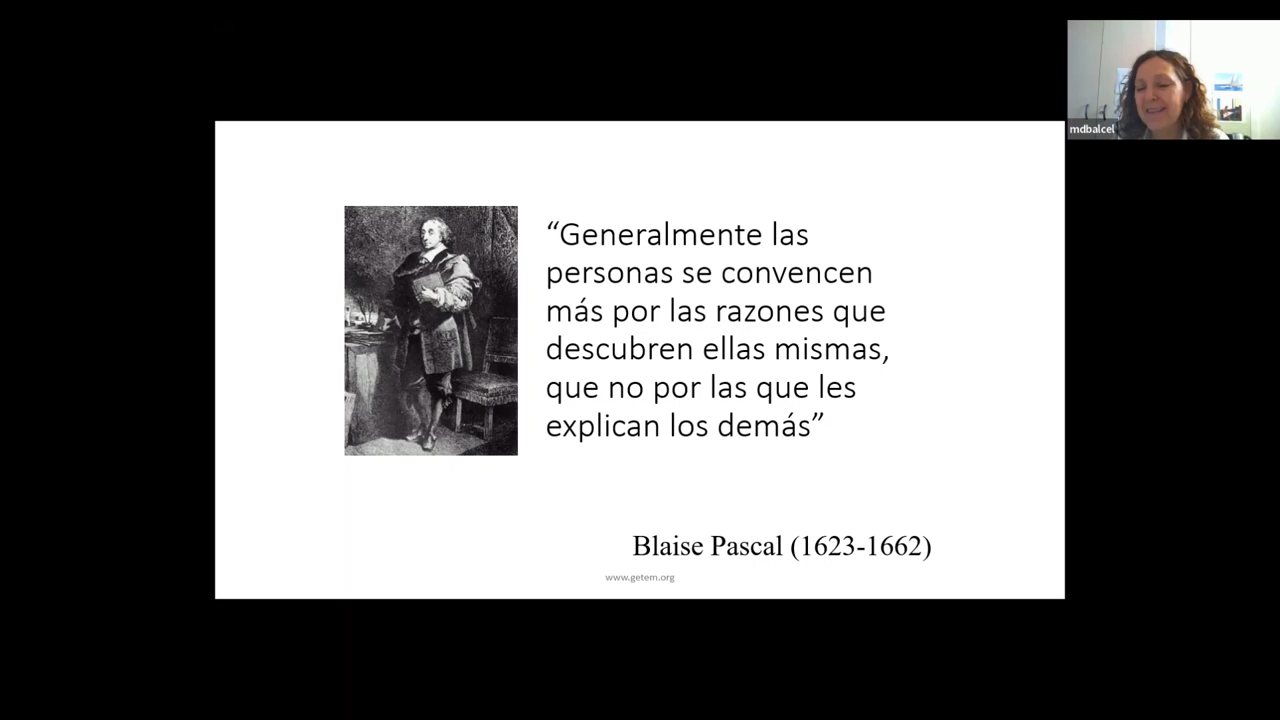 mdbalcel
“Generalmente las
personas se convencen
más por las razones que
descubren ellas mismas,
que no por las que les
explican los demás”
Blaise Pascal (1623-1662)
www.getem.org